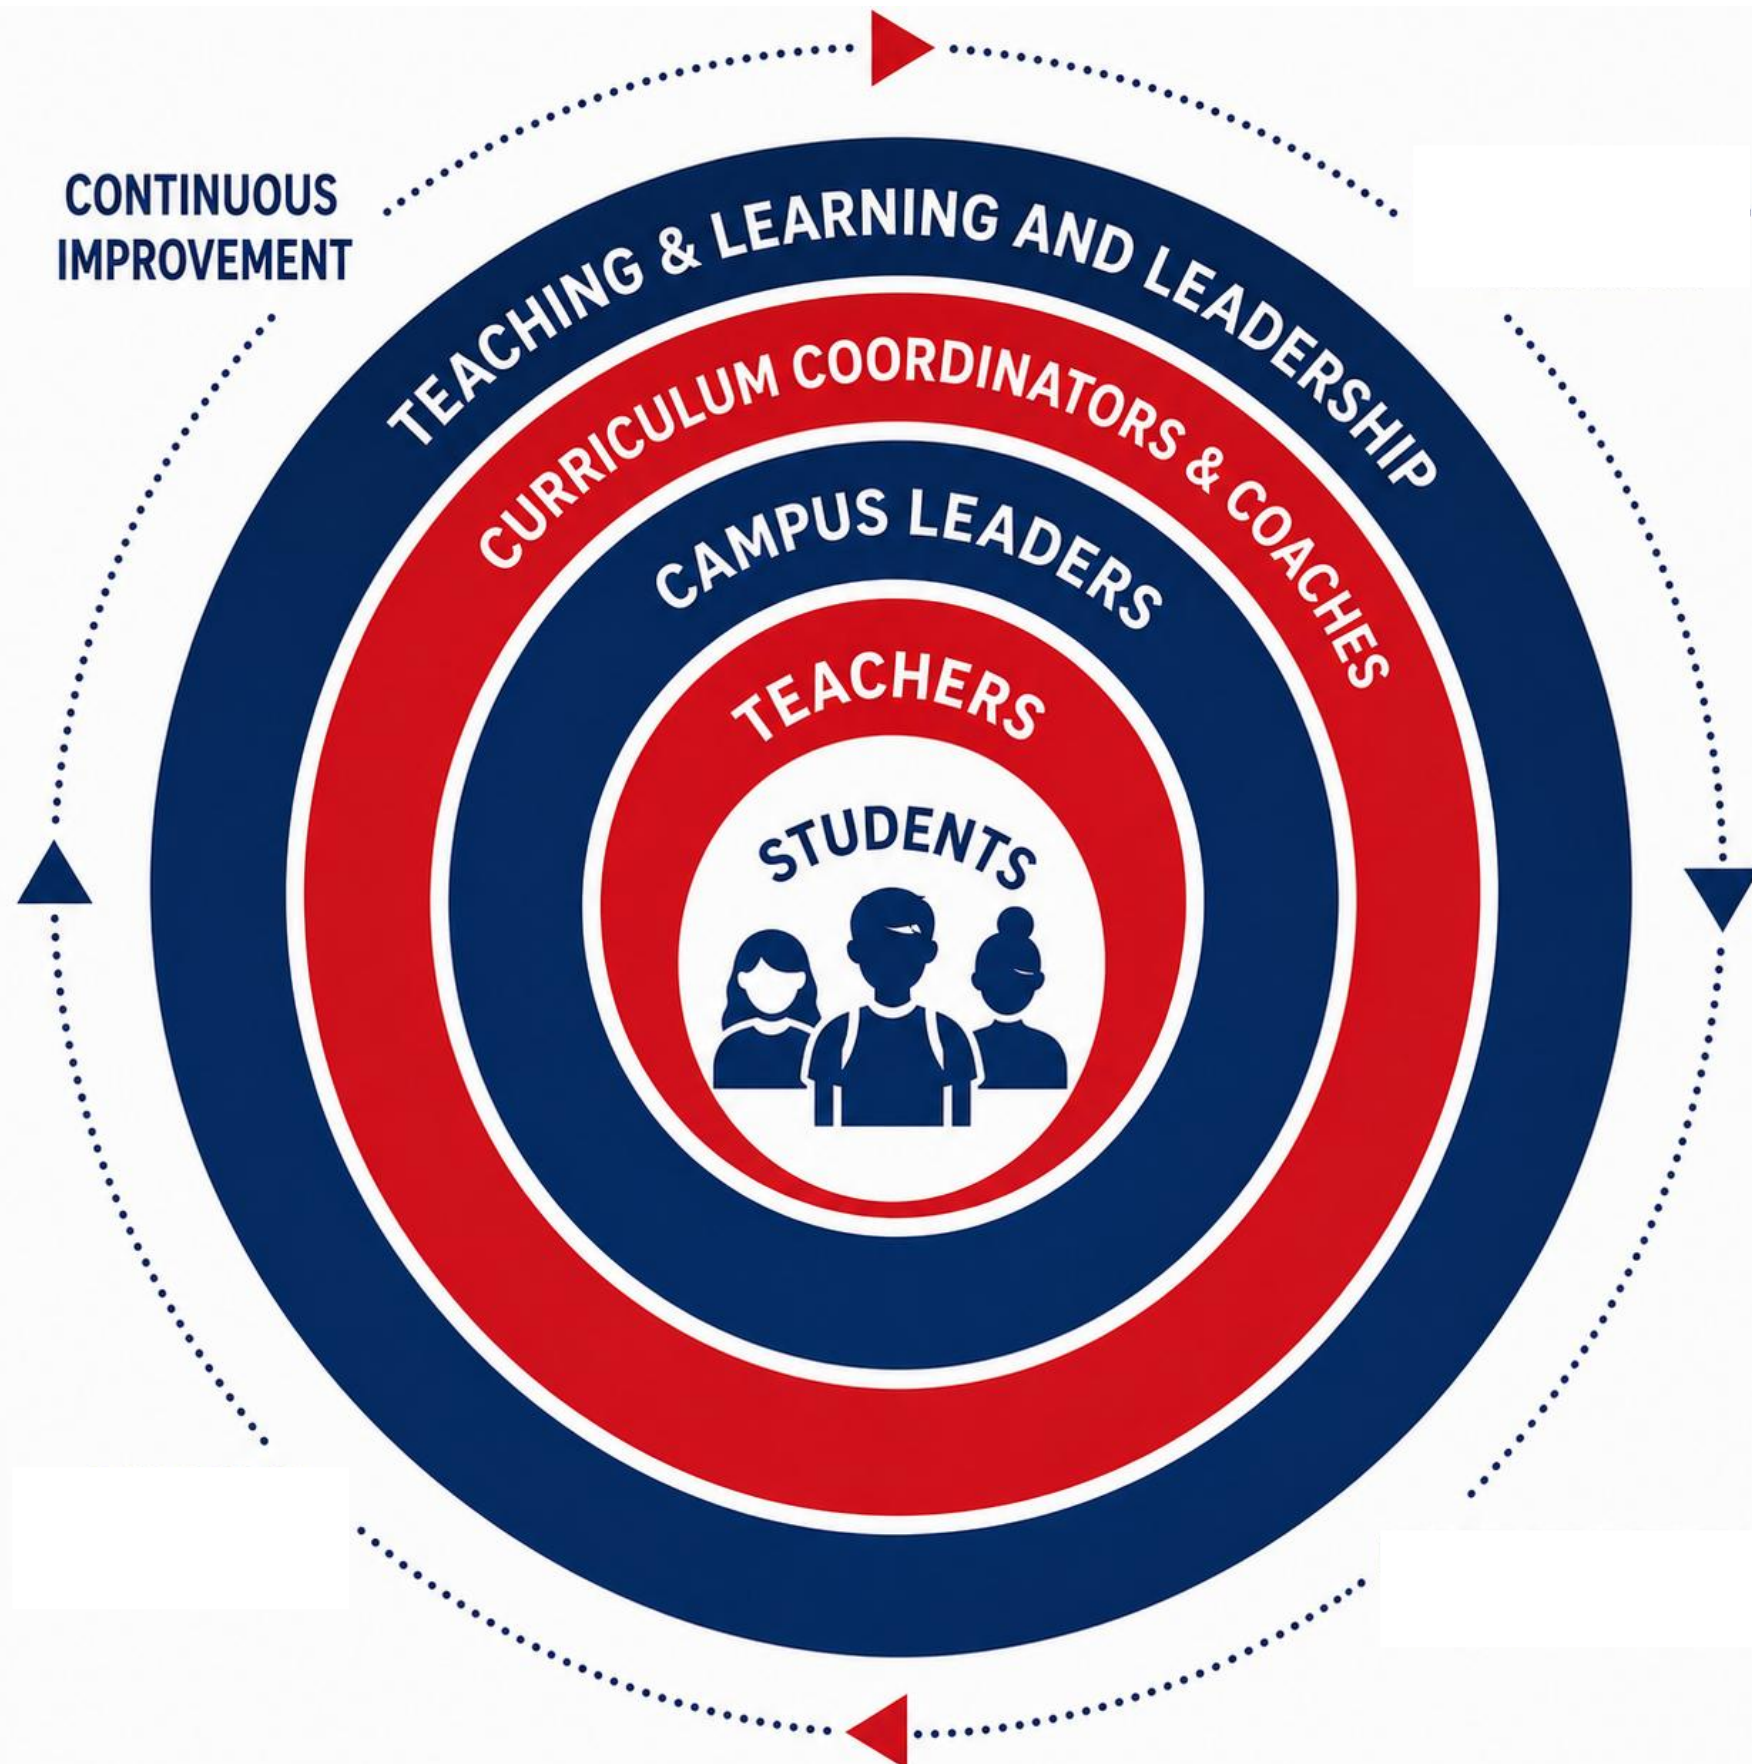 CONTINUOUS
IMPROVEMENT
TEACHING & LEARNING AND LEADERSHIP
CURRICULUM COORDINATORS & COACHES
CAMPUS LEADERS
TEACHERS
STUDENTS